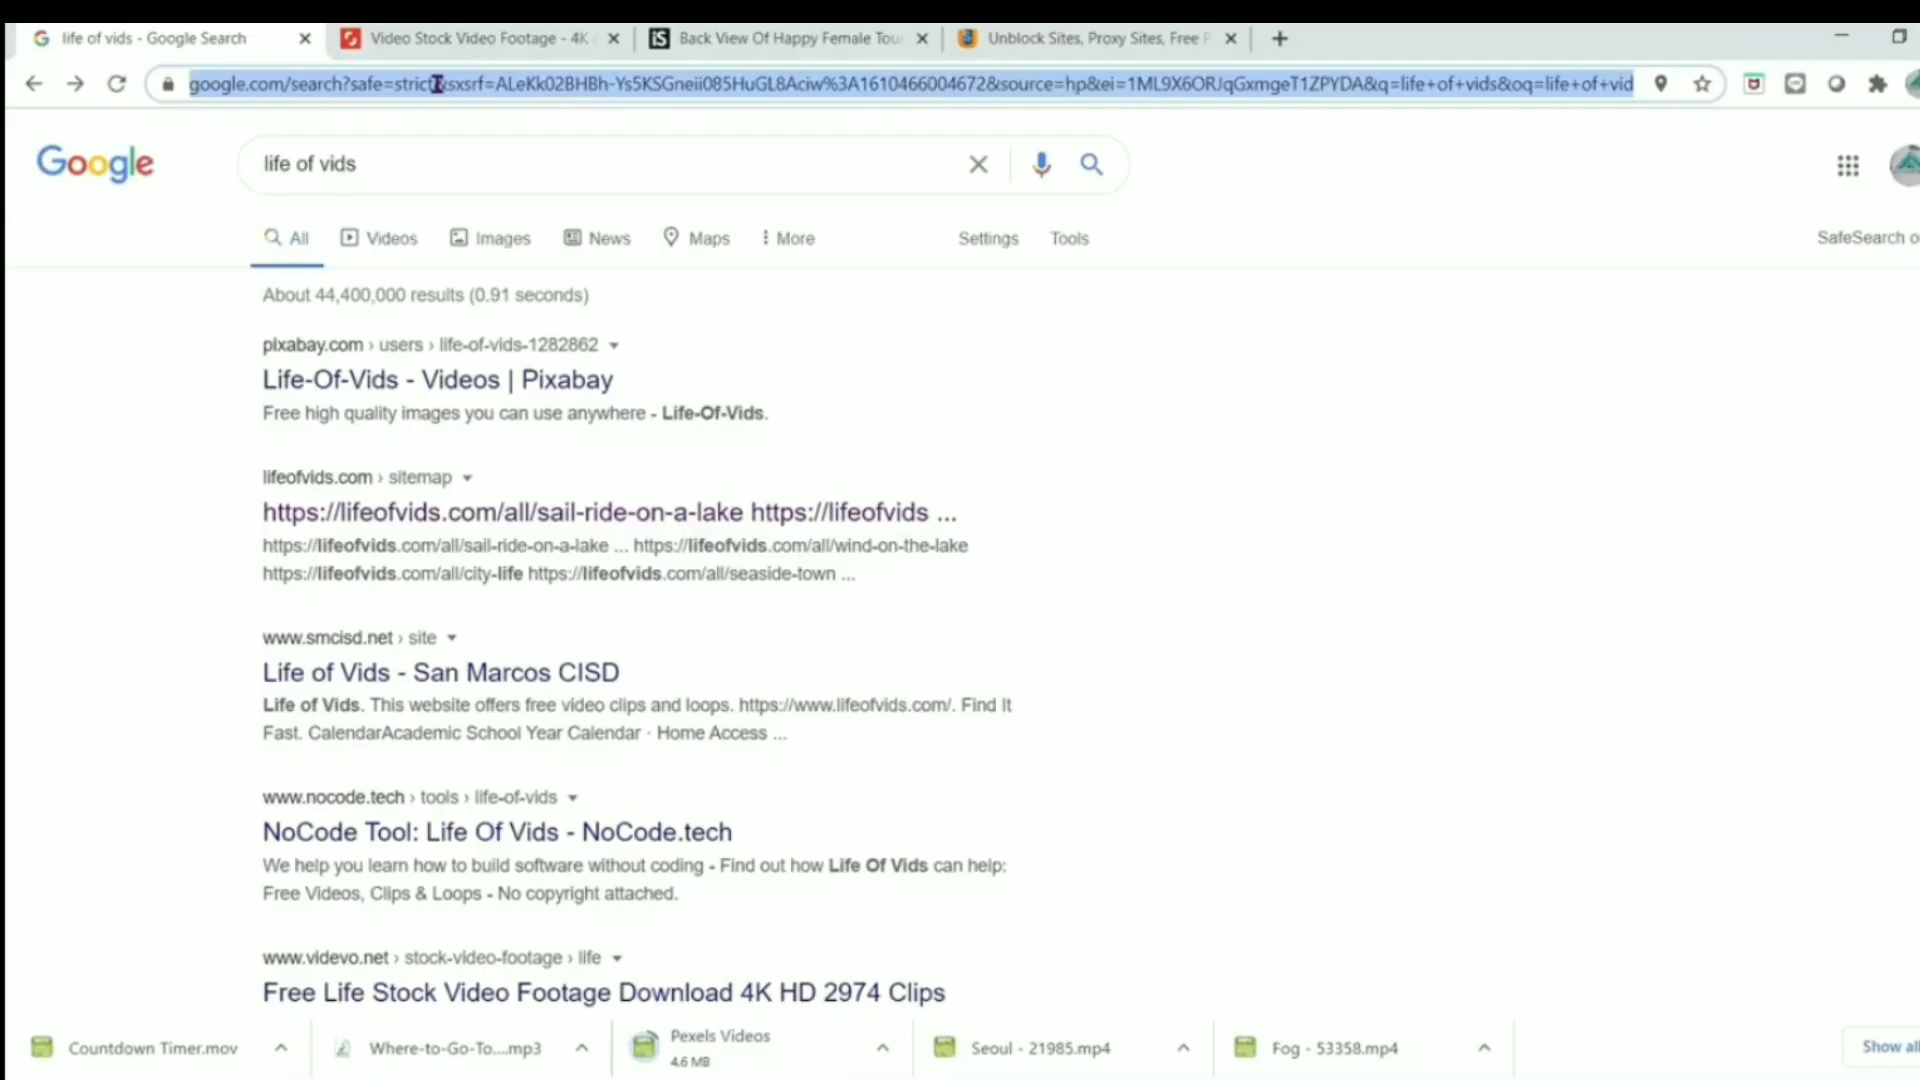 life of vids - Google Search
Video Stock Video Footage - 4K
Back View Of Happy Female Tou
Unblock Sites, Proxy Sites, Free P
google.com/search?safe=strict&sxsrf=ALeKk02BHBh-Ys5KSGneii085HuGL8Aciw%3A1610466004672&source=hp&ei=1ML9X6ORJqGxmgeT1ZPYDA&q=life+of+vids&oq=life+of+vid
Google
life of vids
All Videos Images News Maps More Settings Tools SafeSearch o
About 44,400,000 results (0.91 seconds)
pixabay.com › users › life-of-vids-1282862
Life-Of-Vids - Videos | Pixabay
Free high quality images you can use anywhere - Life-Of-Vids.
lifeofvids.com › sitemap
https://lifeofvids.com/all/sail-ride-on-a-lake https://lifeofvids ...
https://lifeofvids.com/all/sail-ride-on-a-lake ... https://lifeofvids.com/all/wind-on-the-lake
https://lifeofvids.com/all/city-life https://lifeofvids.com/all/seaside-town ...
www.smcisd.net › site
Life of Vids - San Marcos CISD
Life of Vids. This website offers free video clips and loops. https://www.lifeofvids.com/. Find It
Fast. CalendarAcademic School Year Calendar · Home Access ...
www.nocode.tech › tools › life-of-vids
NoCode Tool: Life Of Vids - NoCode.tech
We help you learn how to build software without coding - Find out how Life Of Vids can help:
Free Videos, Clips & Loops - No copyright attached.
www.videvo.net › stock-video-footage › life
Free Life Stock Video Footage Download 4K HD 2974 Clips
Countdown Timer.mov
Where-to-Go-To....mp3
Pexels Videos
4.6 MB
Seoul - 21985.mp4
Fog - 53358.mp4
Show all